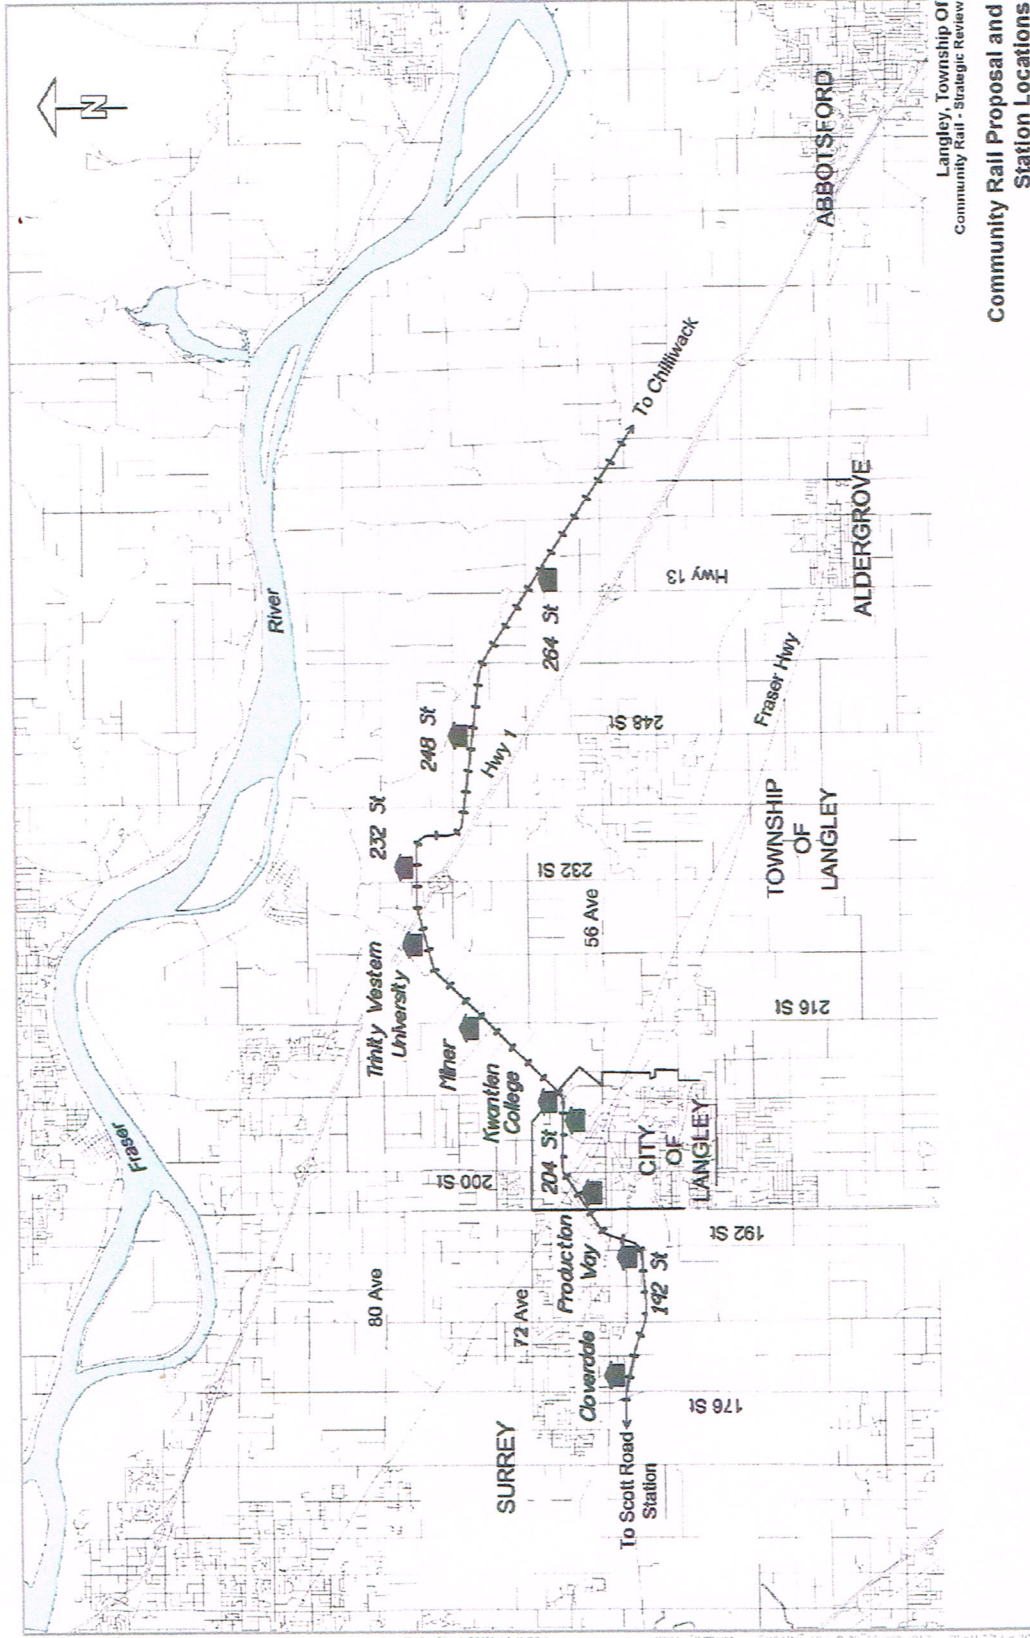 N
Fraser
River
80 Ave
72 Ave
SURREY
To Scott Road
Station
Cloverdale
176 St
192 St
192 St
Production
Way
200 St
204 St
CITY
OF
LANGLEY
Kwantlen
College
Milner
Trinity Western
University
216 St
56 Ave
232 St
232 St
TOWNSHIP
OF
LANGLEY
248 St
248 St
Hwy 1
Fraser Hwy
264 St
Hwy 13
ALDERGROVE
To Chilliwack
ABBOTSFORD
Langley, Township Of
Community Rail - Strategic Review
Community Rail Proposal and
Station Locations